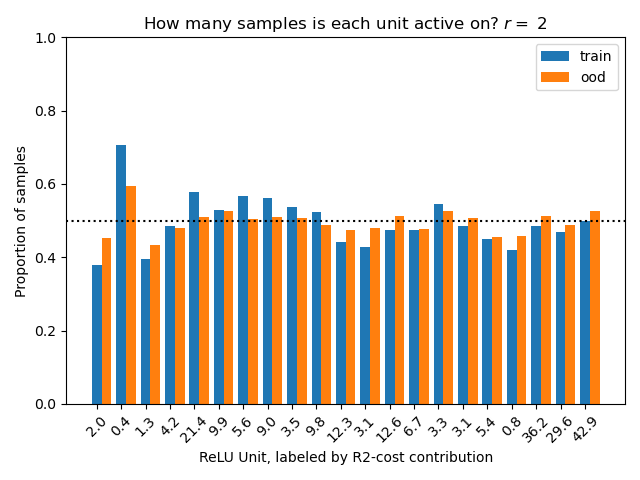 How many samples is each unit active on? r = 2
train
ood
Proportion of samples
1.0
0.8
0.6
0.4
0.2
0.0
2.0 0.4 1.3 4.2 21.4 9.9 5.6 9.0 3.5 9.8 12.3 3.1 12.6 6.7 3.3 3.1 5.4 0.8 36.2 29.6 42.9
ReLU Unit, labeled by R2-cost contribution